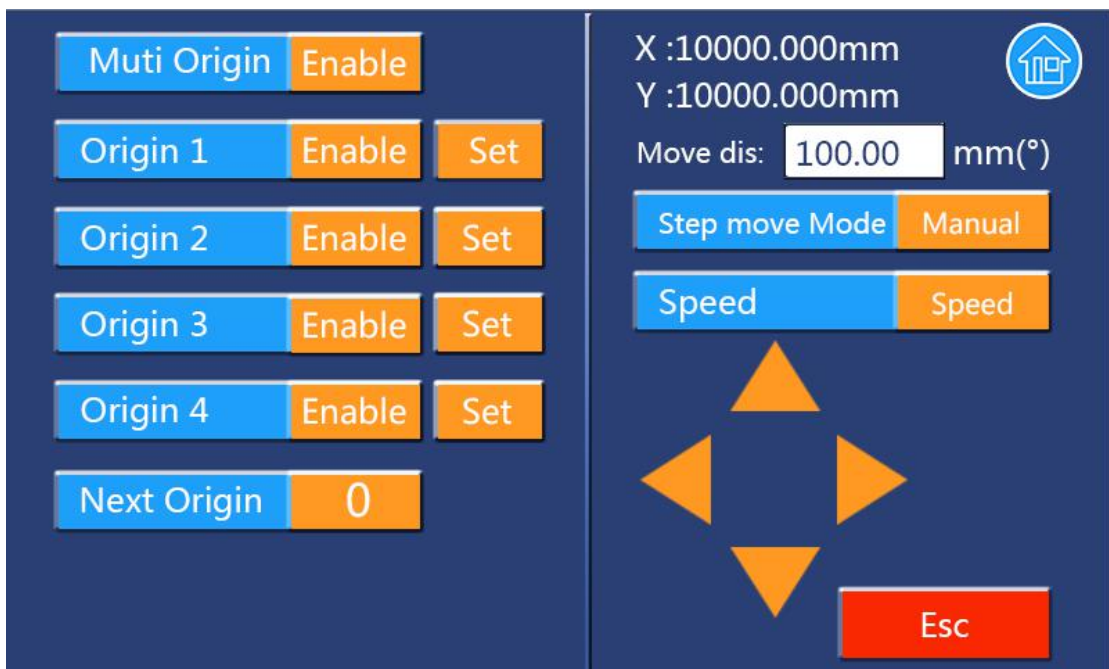 Muti Origin Enable
Origin 1 Enable Set
Origin 2 Enable Set
Origin 3 Enable Set
Origin 4 Enable Set
Next Origin 0
X :10000.000mm
Y :10000.000mm
Move dis: 100.00 mm(°)
Step move Mode Manual
Speed Speed
Esc